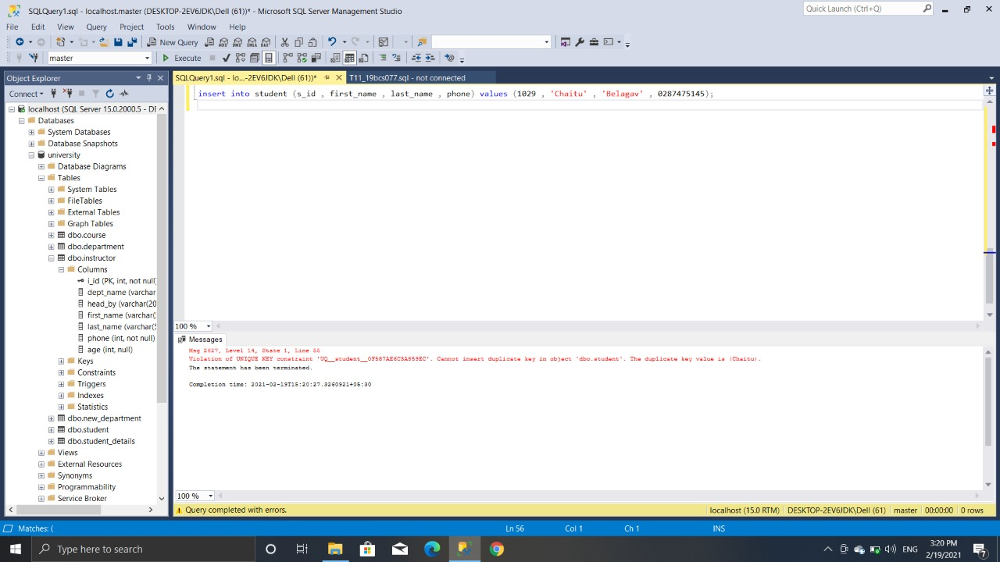 SQLQuery1.sql - localhost.master (DESKTOP-2EV6JDK\Dell (61))* - Microsoft SQL Server Management Studio
Quick Launch (Ctrl+Q)
File Edit View Query Project Tools Window Help
New Query
master
Execute
Object Explorer
SQLQuery1.sql - lo...-2EV6JDK\Dell (61))*
T11_19bcs077.sql - not connected
Connect
insert into student (s_id , first_name , last_name , phone) values (1029 , 'Chaitu' , 'Belagav' , 0287475145);
localhost (SQL Server 15.0.2000.5 - DE
Databases
System Databases
Database Snapshots
university
Database Diagrams
Tables
System Tables
FileTables
External Tables
Graph Tables
dbo.course
dbo.department
dbo.instructor
Columns
i_id (PK, int, not null)
dept_name (varchar
head_by (varchar(20
first_name (varchar(
last_name (varchar(5
phone (int, not null)
age (int, null)
Keys
Constraints
Triggers
Indexes
Statistics
dbo.new_department
dbo.student
dbo.student_details
Views
External Resources
Synonyms
Programmability
Service Broker
100 %
Messages
Msg 2627, Level 14, State 1, Line 55
Violation of UNIQUE KEY constraint 'UQ__student__0F587AE6C3A859EC'. Cannot insert duplicate key in object 'dbo.student'. The duplicate key value is (Chaitu).
The statement has been terminated.
Completion time: 2021-02-19T15:20:27.3260921+05:30
100 %
Query completed with errors.
localhost (15.0 RTM) DESKTOP-2EV6JDK\Dell (61) master 00:00:00 0 rows
Matches: (
Ln 56 Col 1 Ch 1 INS
Type here to search
ENG
3:20 PM
2/19/2021
7